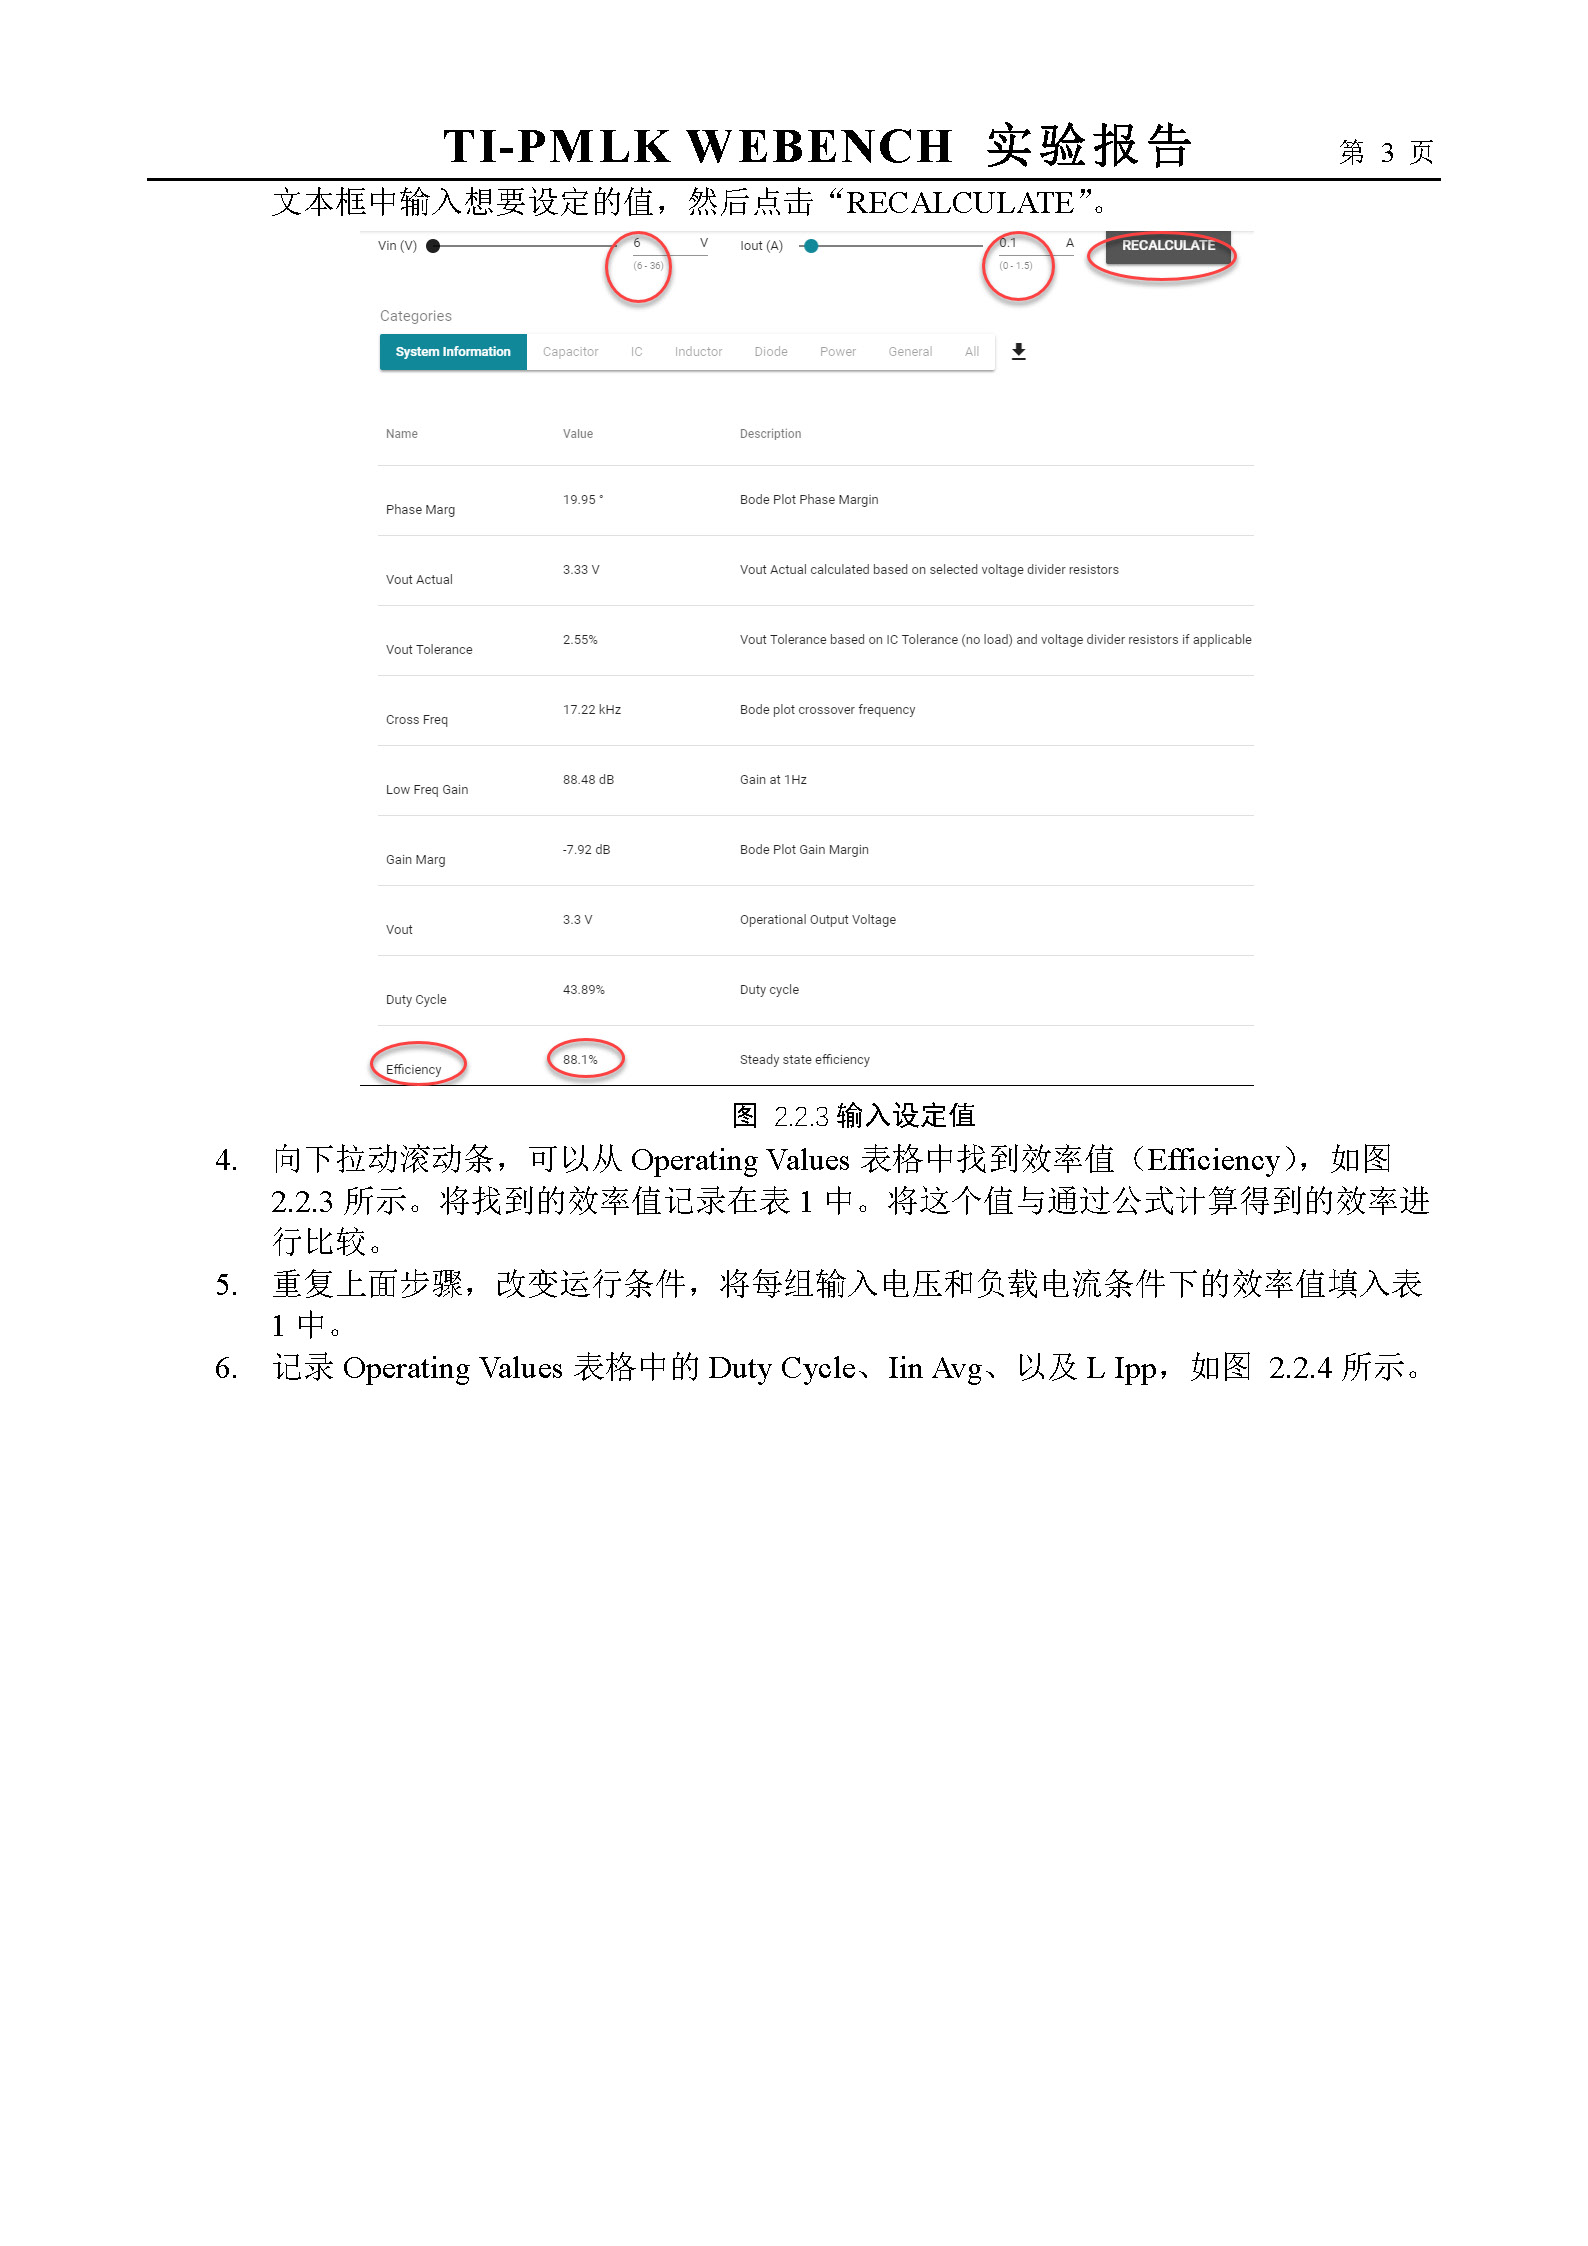 TI-PMLK WEBENCH 实验报告 第 3 页
文本框中输入想要设定的值，然后点击“RECALCULATE”。
Vin (V) 6 V Iout (A) 0.1 A RECALCULATE
(6 - 36) (0 - 1.5)
Categories
System Information Capacitor IC Inductor Diode Power General All
Name Value Description
Phase Marg 19.95 ° Bode Plot Phase Margin
Vout Actual 3.33 V Vout Actual calculated based on selected voltage divider resistors
Vout Tolerance 2.55% Vout Tolerance based on IC Tolerance (no load) and voltage divider resistors if applicable
Cross Freq 17.22 kHz Bode plot crossover frequency
Low Freq Gain 88.48 dB Gain at 1Hz
Gain Marg -7.92 dB Bode Plot Gain Margin
Vout 3.3 V Operational Output Voltage
Duty Cycle 43.89% Duty cycle
Efficiency 88.1% Steady state efficiency
图 2.2.3 输入设定值
4. 向下拉动滚动条，可以从 Operating Values 表格中找到效率值（Efficiency），如图
2.2.3 所示。将找到的效率值记录在表 1 中。将这个值与通过公式计算得到的效率进
行比较。
5. 重复上面步骤，改变运行条件，将每组输入电压和负载电流条件下的效率值填入表
1 中。
6. 记录 Operating Values 表格中的 Duty Cycle、Iin Avg、以及 L Ipp，如图 2.2.4 所示。